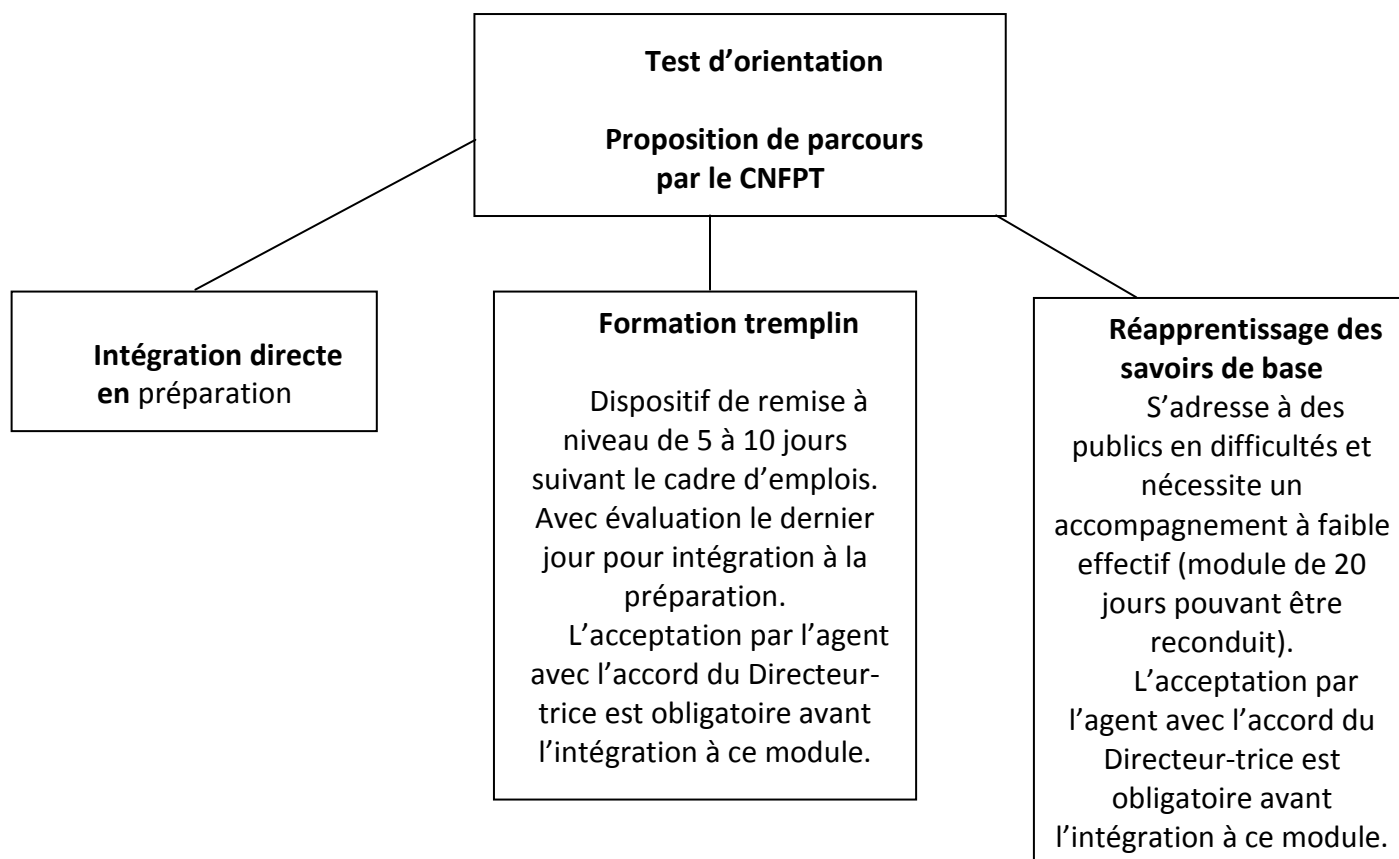 Test d’orientation
Proposition de parcours
par le CNFPT
Intégration directe
en préparation
Formation tremplin
Dispositif de remise à
niveau de 5 à 10 jours
suivant le cadre d’emplois.
Avec évaluation le dernier
jour pour intégration à la
préparation.
L’acceptation par l’agent
avec l’accord du Directeur-
trice est obligatoire avant
l’intégration à ce module.
Réapprentissage des
savoirs de base
S’adresse à des
publics en difficultés et
nécessite un
accompagnement à faible
effectif (module de 20
jours pouvant être
reconduit).
L’acceptation par
l’agent avec l’accord du
Directeur-trice est
obligatoire avant
l’intégration à ce module.